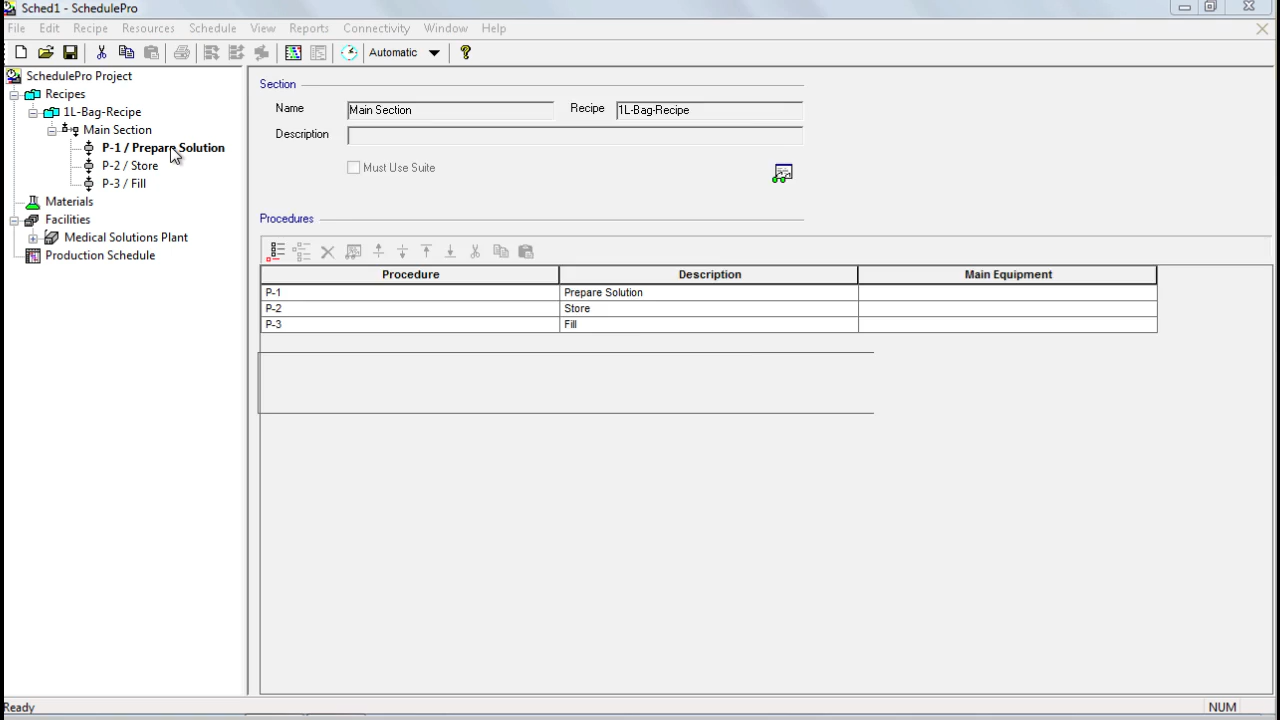 Sched1 - SchedulePro
File Edit Recipe Resources Schedule View Reports Connectivity Window Help
Automatic
SchedulePro Project
Recipes
1L-Bag-Recipe
Main Section
P-1 / Prepare Solution
P-2 / Store
P-3 / Fill
Materials
Facilities
Medical Solutions Plant
Production Schedule
Section
Name Main Section Recipe 1L-Bag-Recipe
Description
Must Use Suite
Procedures
Procedure Description Main Equipment
P-1 Prepare Solution
P-2 Store
P-3 Fill
Ready NUM